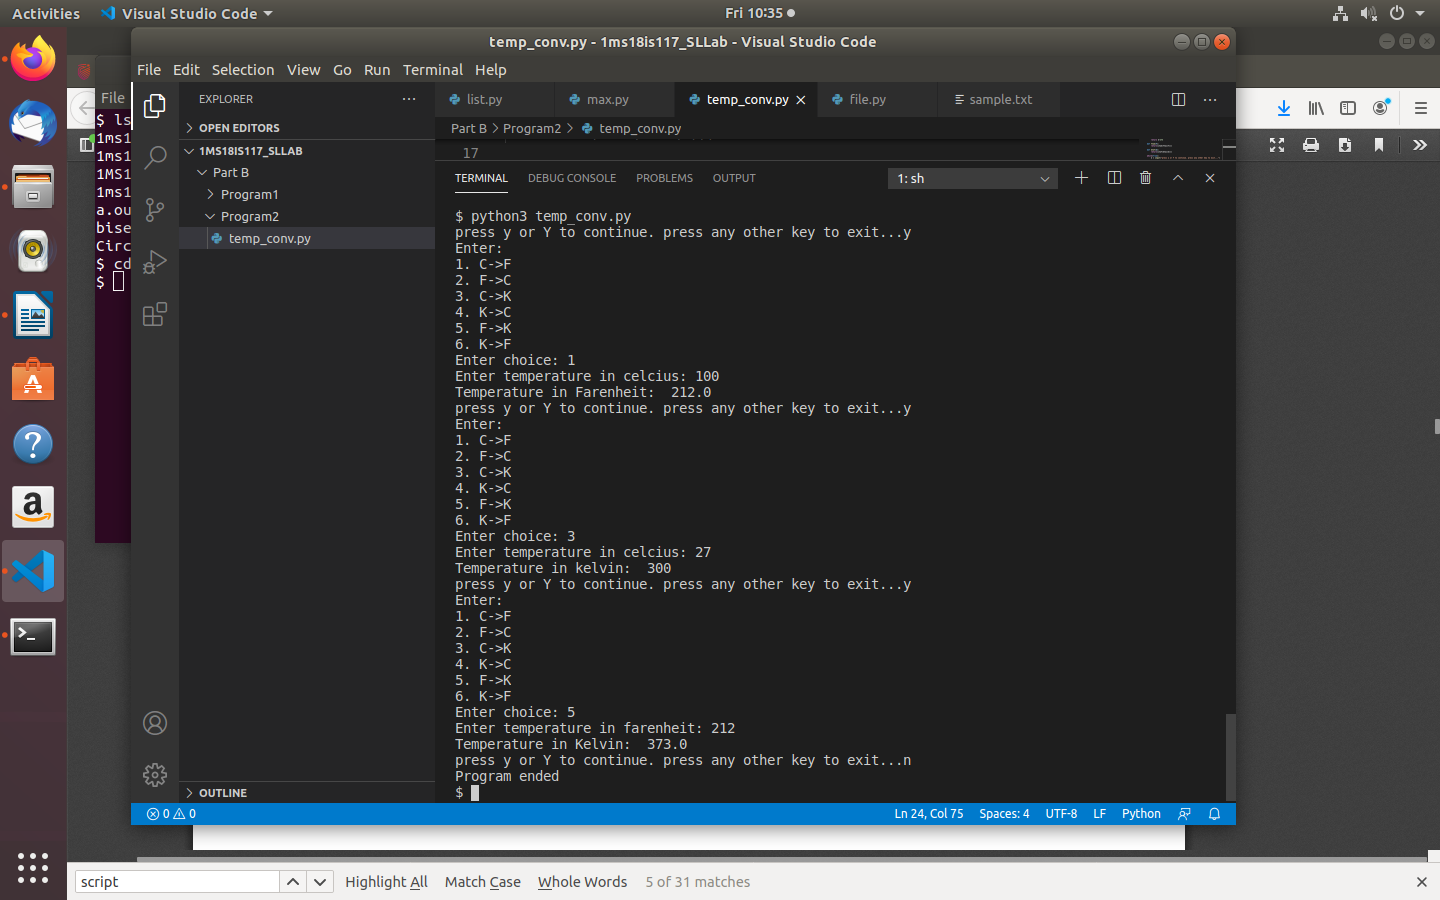 Activities Visual Studio Code Fri 10:35
temp_conv.py - 1ms18is117_SLLab - Visual Studio Code
File Edit Selection View Go Run Terminal Help
File
$ ls
1ms1
1ms1
1MS1
1ms1
a.ou
bise
Circ
$ cd
$
EXPLORER
OPEN EDITORS
1MS18IS117_SLLAB
Part B
Program1
Program2
temp_conv.py
OUTLINE
list.py max.py temp_conv.py file.py sample.txt
Part B Program2 temp_conv.py
17
TERMINAL DEBUG CONSOLE PROBLEMS OUTPUT 1: sh
$ python3 temp_conv.py
press y or Y to continue. press any other key to exit...y
Enter:
1. C->F
2. F->C
3. C->K
4. K->C
5. F->K
6. K->F
Enter choice: 1
Enter temperature in celcius: 100
Temperature in Farenheit:  212.0
press y or Y to continue. press any other key to exit...y
Enter:
1. C->F
2. F->C
3. C->K
4. K->C
5. F->K
6. K->F
Enter choice: 3
Enter temperature in celcius: 27
Temperature in kelvin:  300
press y or Y to continue. press any other key to exit...y
Enter:
1. C->F
2. F->C
3. C->K
4. K->C
5. F->K
6. K->F
Enter choice: 5
Enter temperature in farenheit: 212
Temperature in Kelvin:  373.0
press y or Y to continue. press any other key to exit...n
Program ended
$
0 0 Ln 24, Col 75 Spaces: 4 UTF-8 LF Python
script Highlight All Match Case Whole Words 5 of 31 matches